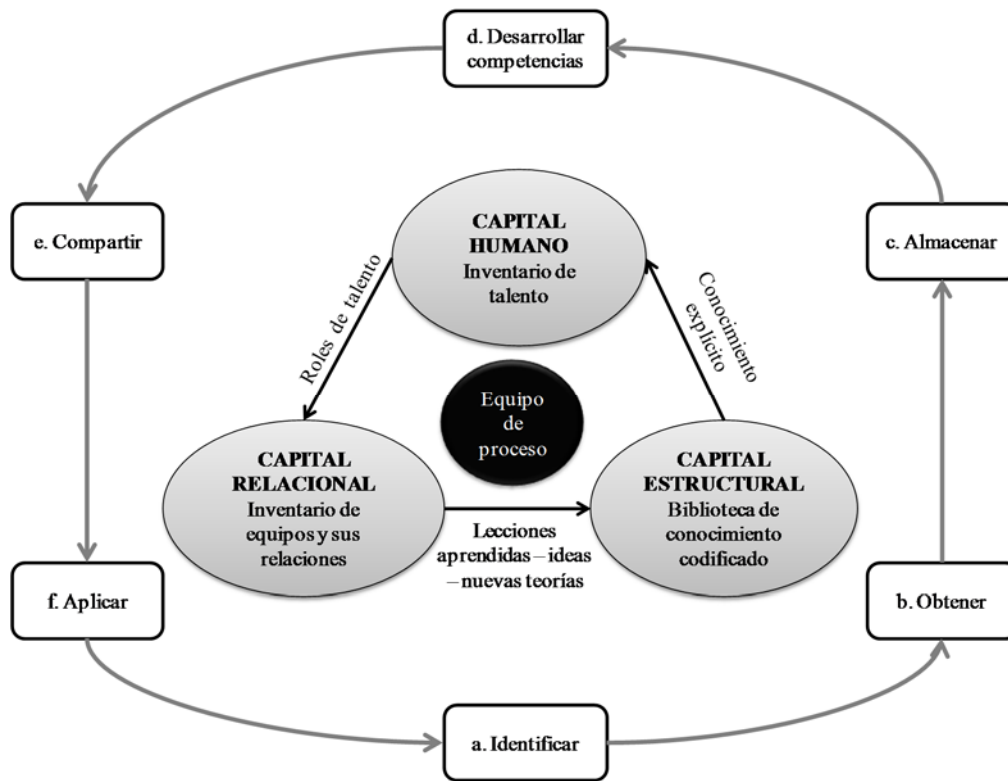 d. Desarrollar
competencias
e. Compartir
c. Almacenar
CAPITAL
HUMANO
Inventario de
talento
Roles de talento
Conocimiento
explícito
Equipo
de
proceso
CAPITAL
RELACIONAL
Inventario de
equipos y sus
relaciones
CAPITAL
ESTRUCTURAL
Biblioteca de
conocimiento
codificado
Lecciones
aprendidas – ideas
– nuevas teorías
f. Aplicar
b. Obtener
a. Identificar